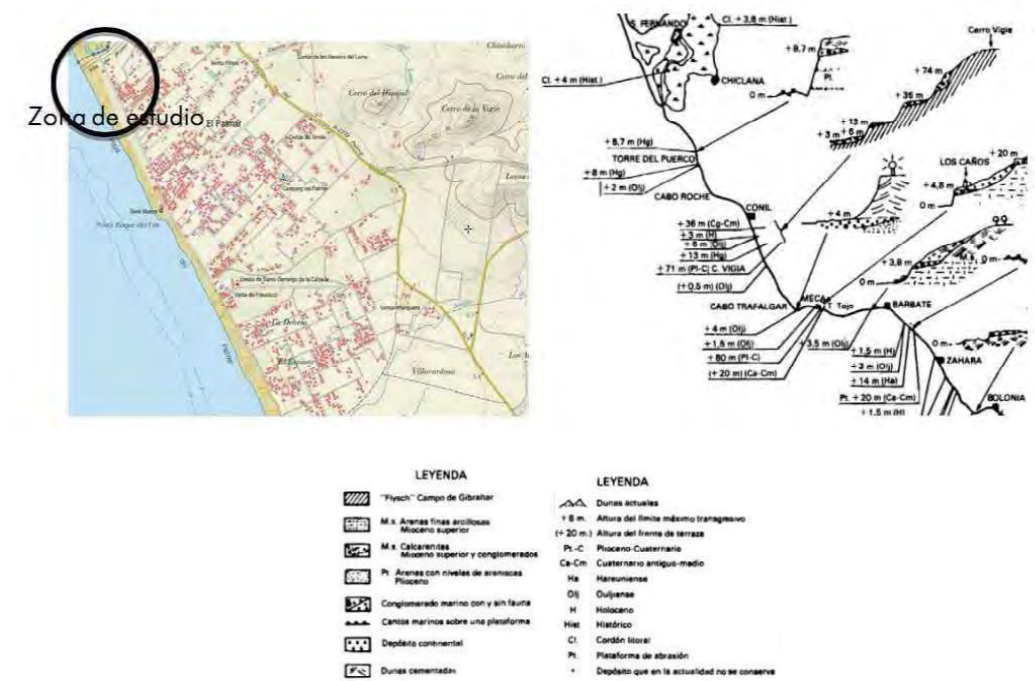 Zona de estudio
El Palmar
Chinchorro
Cerro del Hinojal
Cerro de la Vigía
La Dehesa
Villavardona
S. FERNANDO
CHICLANA
Cl. + 3,8 m (Hist.)
Cl. +4 m (Hist.)
+ 8,7 m
Pt.
0 m
Cerro Vigía
+74 m
+36 m
+13 m
+3 m
+6 m
+ 8,7 m (Hg)
TORRE DEL PUERCO
+8 m (Hg)
+2 m (Olj)
CABO ROCHE
CONIL
+4 m
LOS CAÑOS
+20 m
+4,8 m
0 m
+ 36 m (Cg-Cm)
+3 m (H)
+6 m (Olj)
+13 m (Hg)
+ 71 m (Pl-C) C. VIGIA
(+0,5 m) (Olj)
+3,8 m
M.s.
0 m
0 m
CABO TRAFALGAR
MECA
T. Tajo
BARBATE
+4 m (Olj)
+1,5 m (Olj)
+ 80 m (Pl-C)
(+ 20 m) (Ca-Cm)
+3,5 m (Olj)
+1,5 m (H)
+3 m (Olj)
+14 m (Ha)
Pt. + 20 m (Ca-Cm)
+1,5 m (H)
0 m
ZAHARA
BOLONIA
LEYENDA
"Flysch" Campo de Gibraltar
M.s. Arenas finas arcillosas
Mioceno superior
M.s. Calcarenitas
Mioceno superior y conglomerados
Pt. Arenas con niveles de areniscas
Plioceno
Conglomerado marino con y sin fauna
Cantos marinos sobre una plataforma
Depósito continental
Dunas cementadas
LEYENDA
Dunas actuales
+ 8 m. Altura del límite máximo transgresivo
(+ 20 m.) Altura del frente de terraza
Pt.-C Plioceno-Cuaternario
Ca-Cm Cuaternario antiguo-medio
Ha Hareuniense
Olj Ouljiense
H Holoceno
Hist Histórico
Cl. Cordón litoral
Pt. Plataforma de abrasión
* Depósito que en la actualidad no se conserva